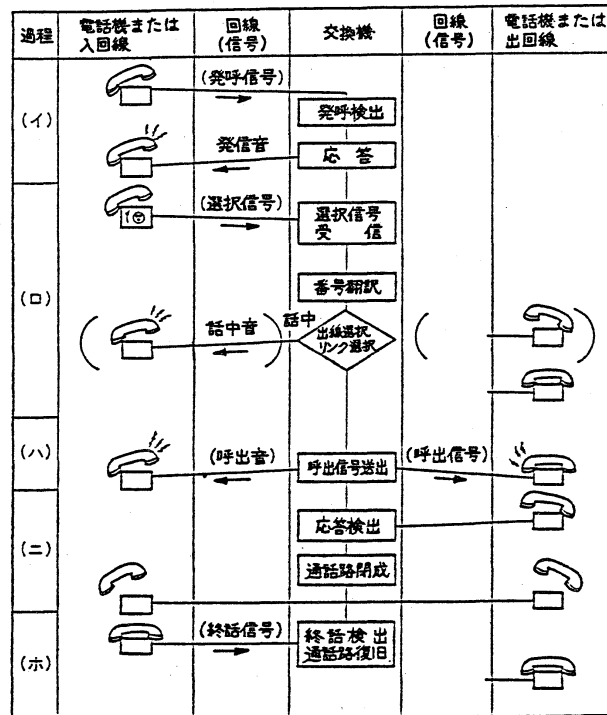 過程
電話機または
入回線
回線
(信号)
交換機
回線
(信号)
電話機または
出回線
(イ)
(発呼信号)
発呼検出
発信音
応答
(ロ)
(選択信号)
選択信号
受信
番号翻訳
話中音
話中
出線選択
リンク選択
(ハ)
(呼出音)
呼出信号送出
(呼出信号)
(ニ)
応答検出
通話路閉成
(ホ)
(終話信号)
終話検出
通話路復旧